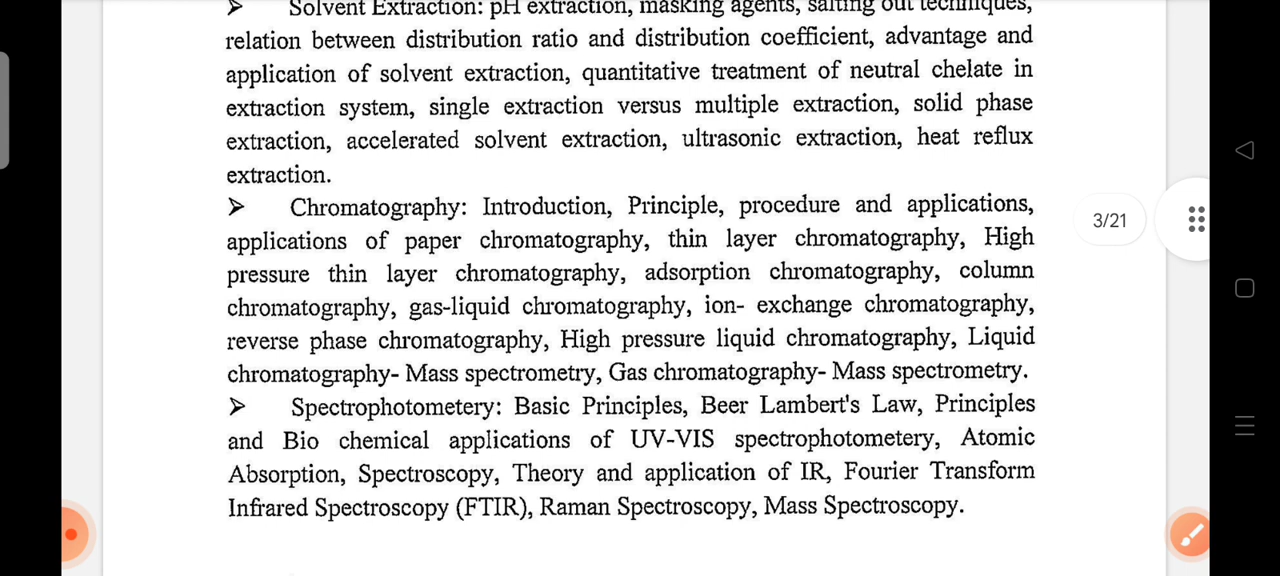 ➢ Solvent Extraction: pH extraction, masking agents, salting out techniques,
relation between distribution ratio and distribution coefficient, advantage and
application of solvent extraction, quantitative treatment of neutral chelate in
extraction system, single extraction versus multiple extraction, solid phase
extraction, accelerated solvent extraction, ultrasonic extraction, heat reflux
extraction.
➢ Chromatography: Introduction, Principle, procedure and applications,
applications of paper chromatography, thin layer chromatography, High
pressure thin layer chromatography, adsorption chromatography, column
chromatography, gas-liquid chromatography, ion- exchange chromatography,
reverse phase chromatography, High pressure liquid chromatography, Liquid
chromatography- Mass spectrometry, Gas chromatography- Mass spectrometry.
➢ Spectrophotometery: Basic Principles, Beer Lambert's Law, Principles
and Bio chemical applications of UV-VIS spectrophotometery, Atomic
Absorption, Spectroscopy, Theory and application of IR, Fourier Transform
Infrared Spectroscopy (FTIR), Raman Spectroscopy, Mass Spectroscopy.
3/21